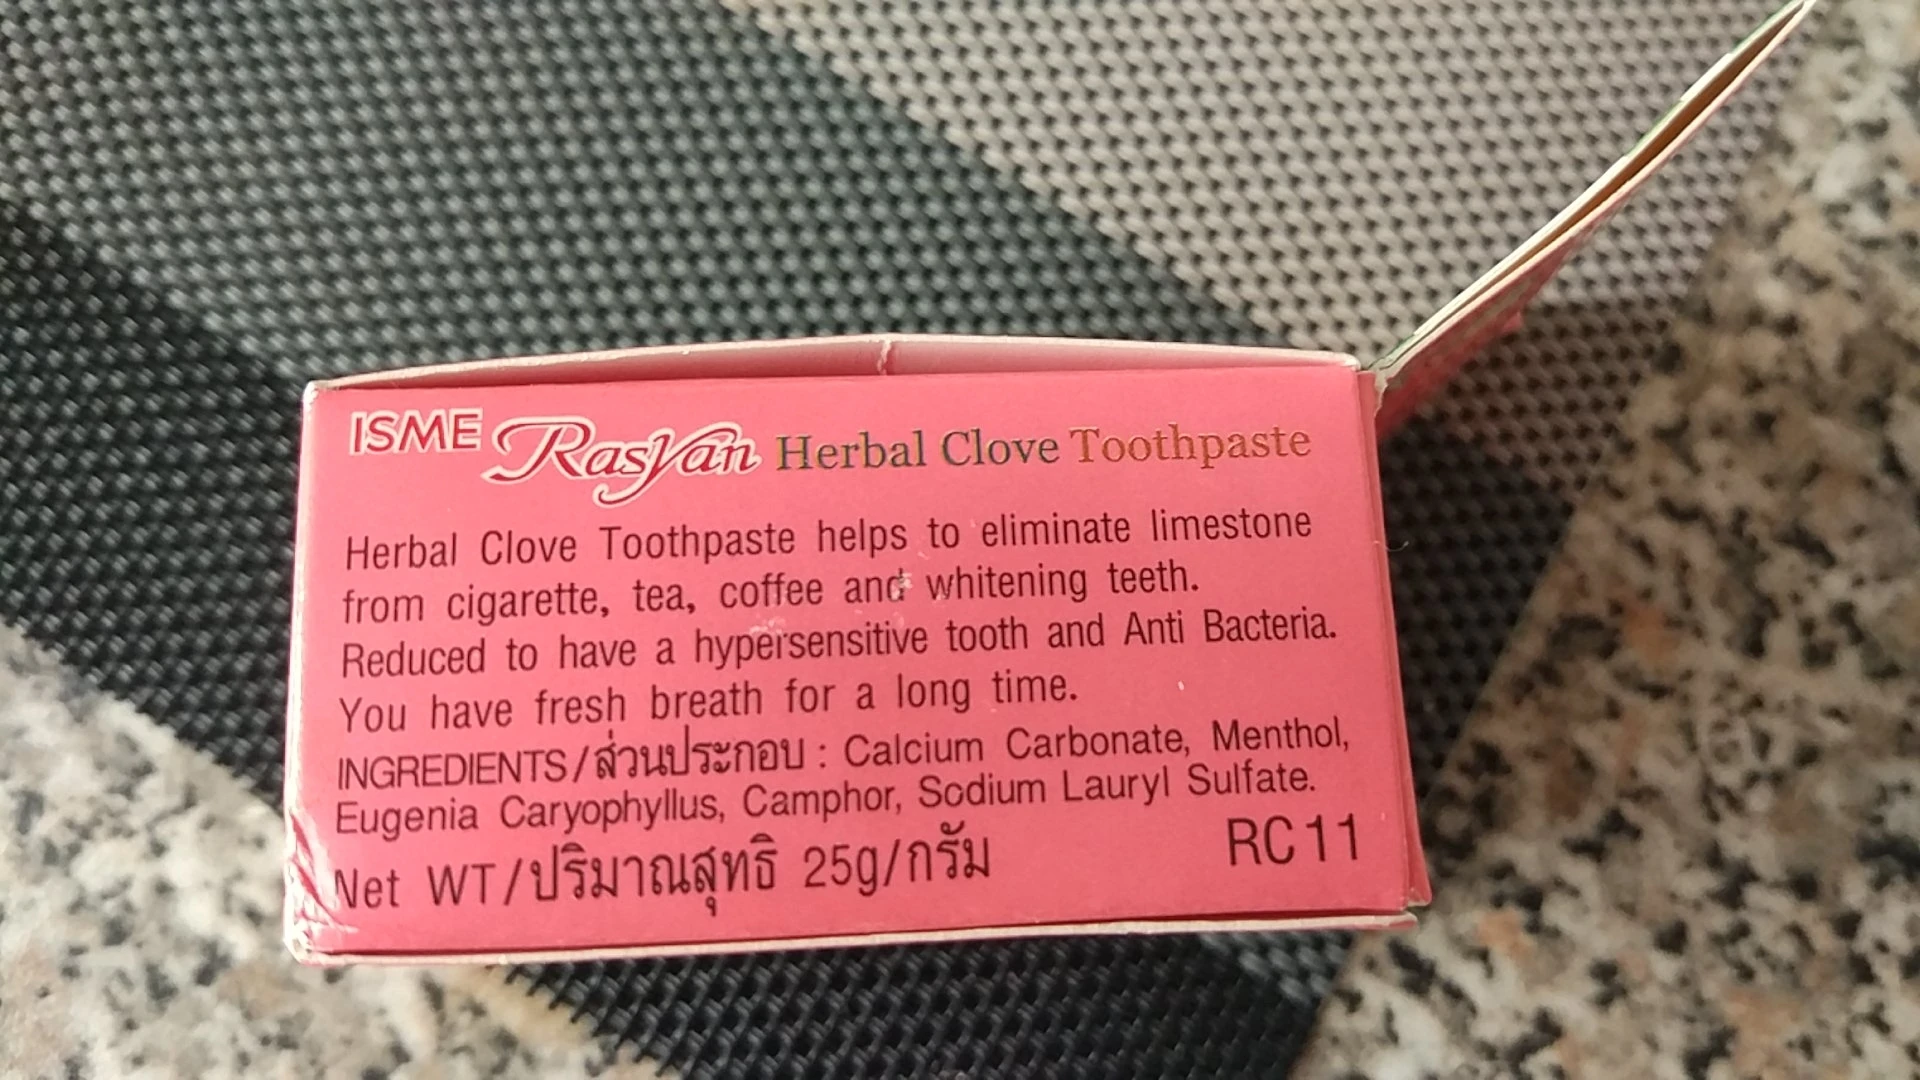 ISME Rasyan Herbal Clove Toothpaste
Herbal Clove Toothpaste helps to eliminate limestone
from cigarette, tea, coffee and whitening teeth.
Reduced to have a hypersensitive tooth and Anti Bacteria.
You have fresh breath for a long time.
INGREDIENTS/ส่วนประกอบ : Calcium Carbonate, Menthol,
Eugenia Caryophyllus, Camphor, Sodium Lauryl Sulfate.
Net WT/ปริมาณสุทธิ 25g/กรัม RC11